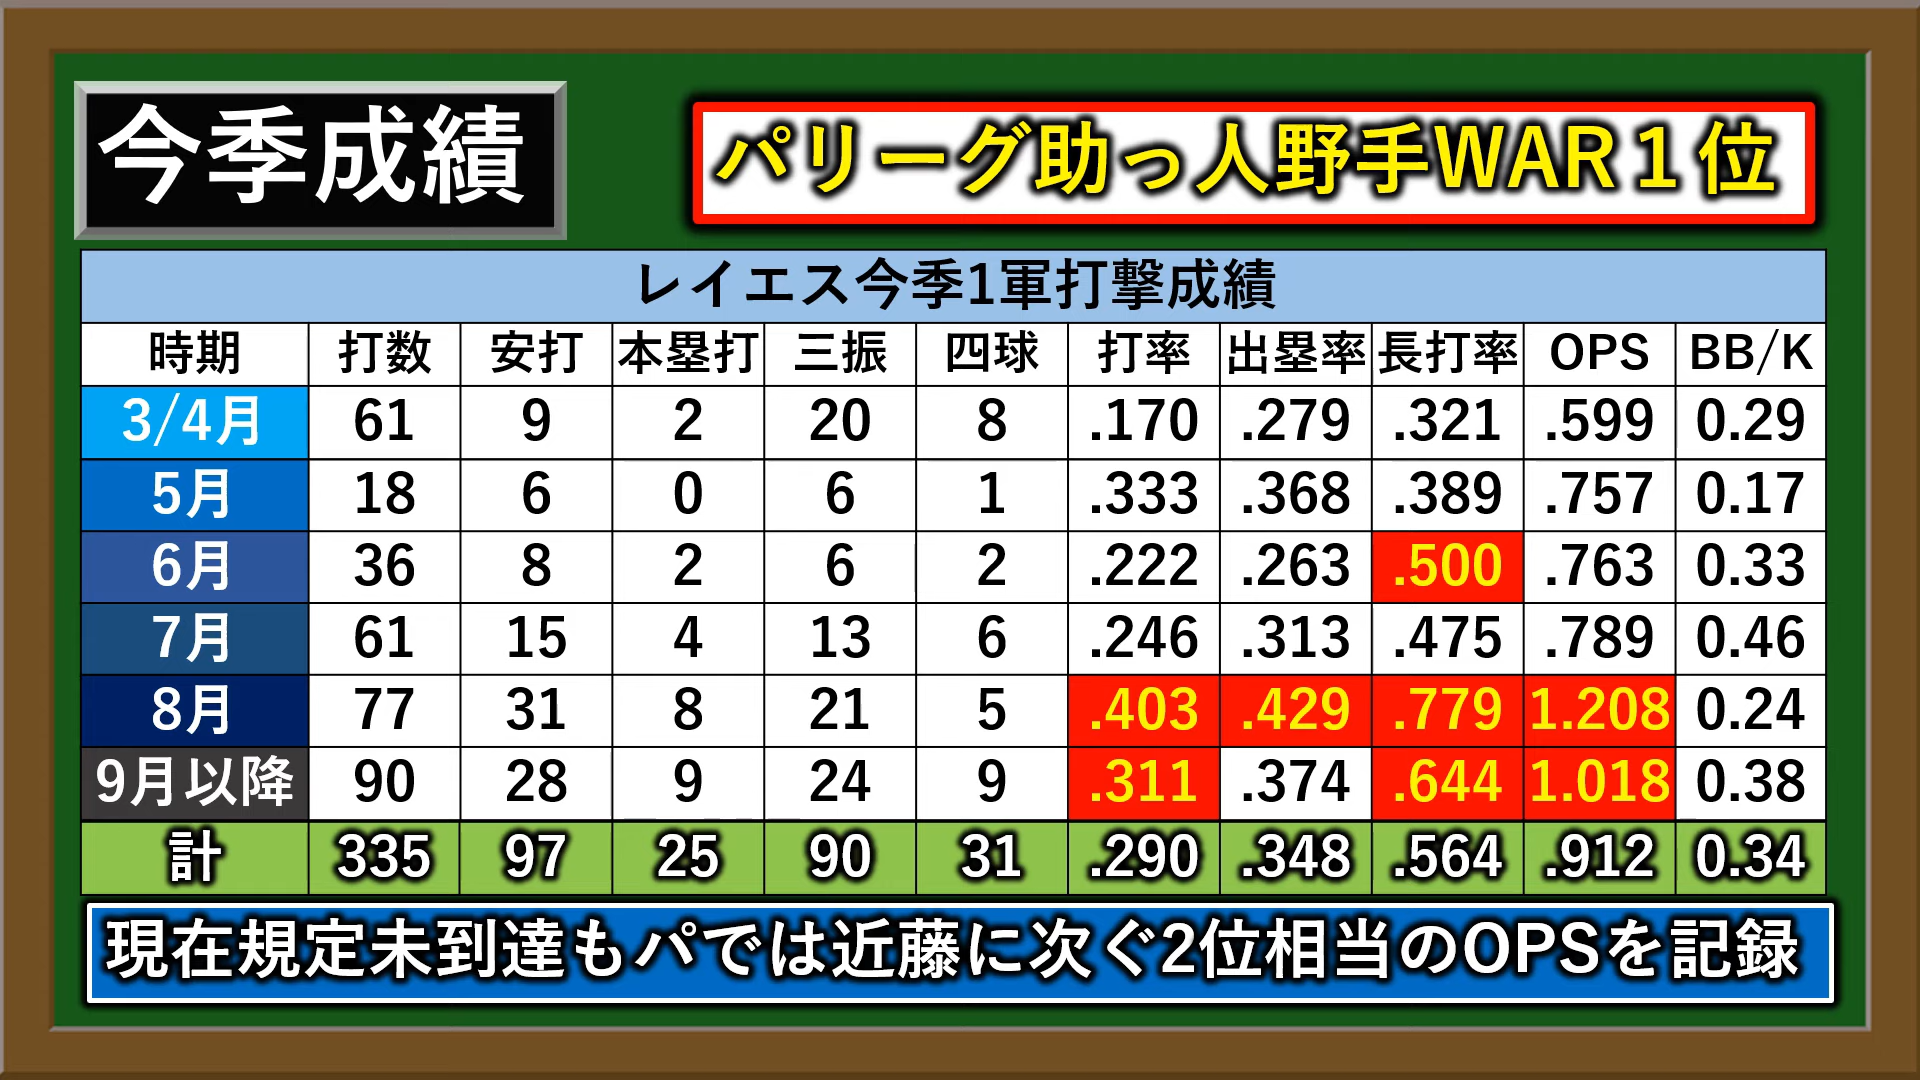 今季成績
パリーグ助っ人野手WAR１位
レイエス今季1軍打撃成績
時期 打数 安打 本塁打 三振 四球 打率 出塁率 長打率 OPS BB/K
3/4月 61 9 2 20 8 .170 .279 .321 .599 0.29
5月 18 6 0 6 1 .333 .368 .389 .757 0.17
6月 36 8 2 6 2 .222 .263 .500 .763 0.33
7月 61 15 4 13 6 .246 .313 .475 .789 0.46
8月 77 31 8 21 5 .403 .429 .779 1.208 0.24
9月以降 90 28 9 24 9 .311 .374 .644 1.018 0.38
計 335 97 25 90 31 .290 .348 .564 .912 0.34
現在規定未到達もパでは近藤に次ぐ2位相当のOPSを記録